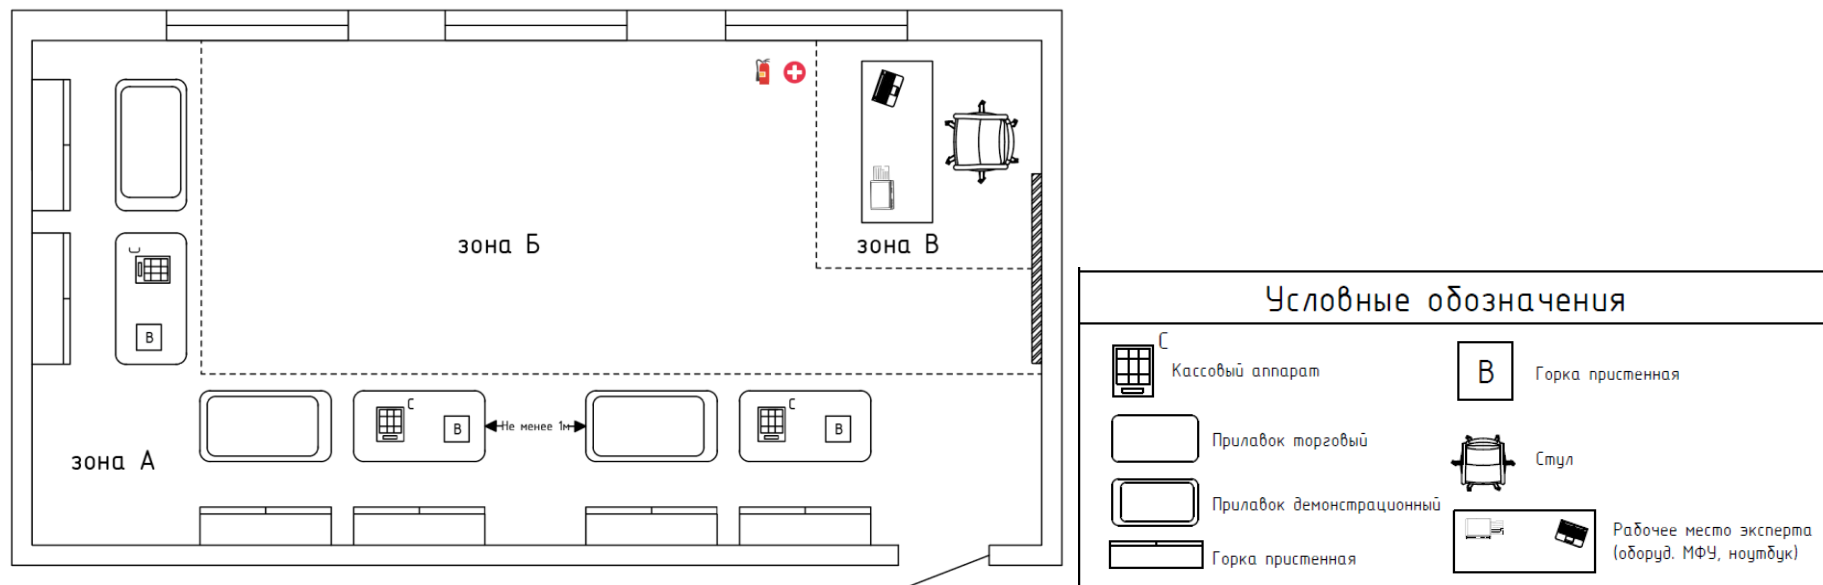 зона Б
зона В
С
В
С
В
Не менее 1м
С
В
зона А
Условные обозначения
С
Кассовый аппарат
В
Горка пристенная
Прилавок торговый
Стул
Прилавок демонстрационный
Горка пристенная
Рабочее место эксперта
(оборуд. МФУ, ноутбук)